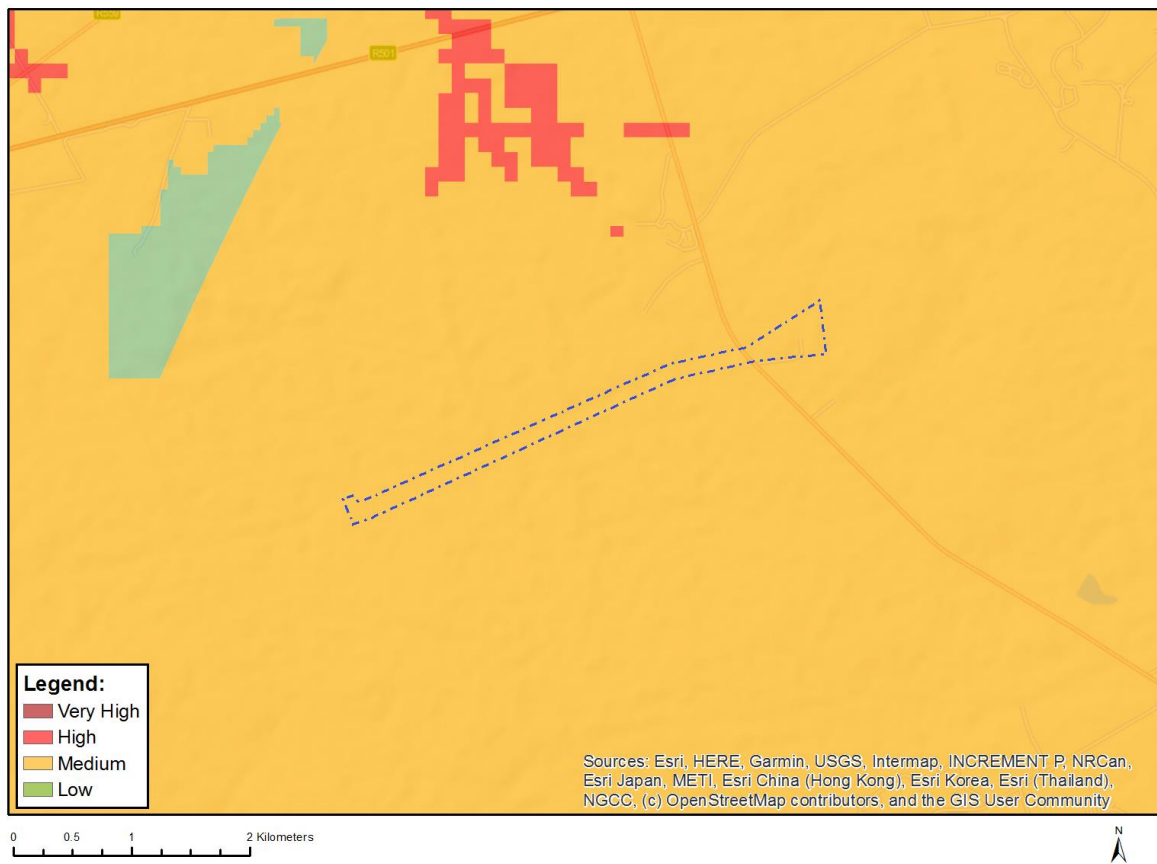 R501
Legend:
Very High
High
Medium
Low
Sources: Esri, HERE, Garmin, USGS, Intermap, INCREMENT P, NRCan,
Esri Japan, METI, Esri China (Hong Kong), Esri Korea, Esri (Thailand),
NGCC, (c) OpenStreetMap contributors, and the GIS User Community
0 0.5 1 2 Kilometers
N